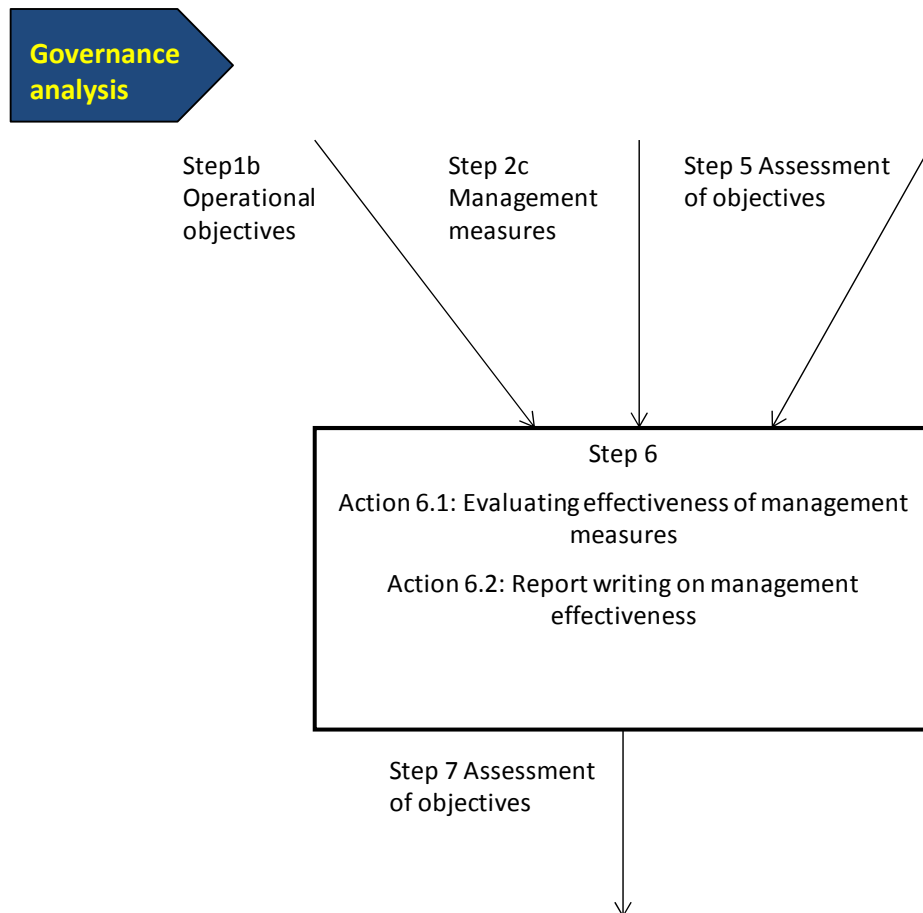 Governance
analysis
Step1b
Operational
objectives
Step 2c
Management
measures
Step 5 Assessment
of objectives
Step 6
Action 6.1: Evaluating effectiveness of management
measures
Action 6.2: Report writing on management
effectiveness
Step 7 Assessment
of objectives